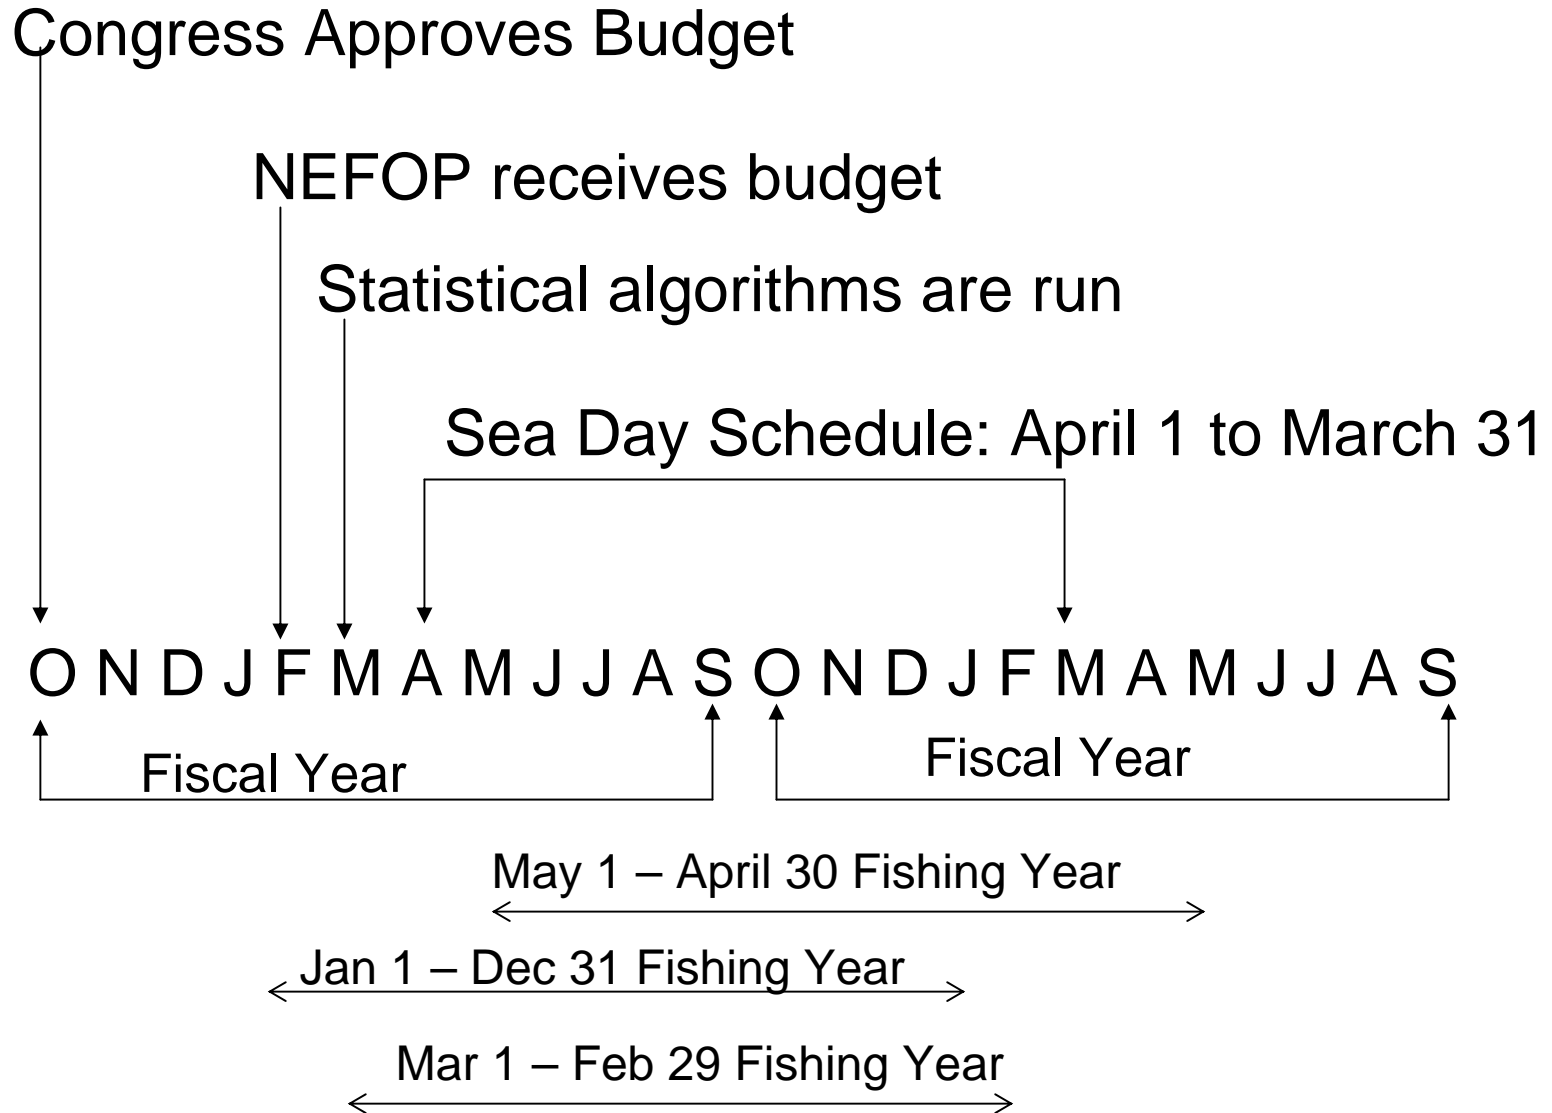 Congress Approves Budget
NEFOP receives budget
Statistical algorithms are run
Sea Day Schedule: April 1 to March 31
O N D J F M A M J J A S O N D J F M A M J J A S
Fiscal Year
Fiscal Year
May 1 – April 30 Fishing Year
Jan 1 – Dec 31 Fishing Year
Mar 1 – Feb 29 Fishing Year